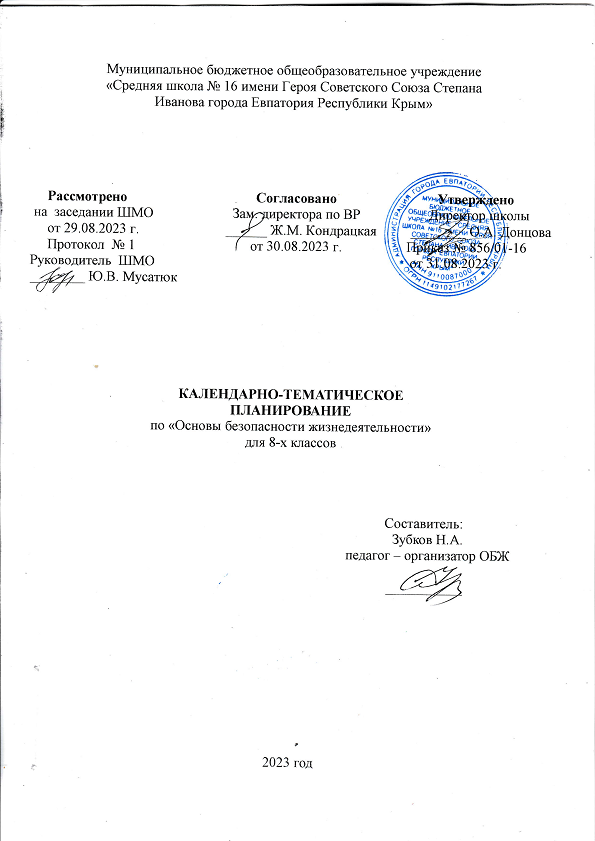 Муниципальное бюджетное общеобразовательное учреждение
«Средняя школа № 16 имени Героя Советского Союза Степана
Иванова города Евпатория Республики Крым»
Рассмотрено
на заседании ШМО
от 29.08.2023 г.
Протокол № 1
Руководитель ШМО
Ю.В. Мусатюк
Согласовано
Зам. директора по ВР
Ж.М. Кондрацкая
от 30.08.2023 г.
Утверждено
Директор школы
Донцова
Приказ № 856/01-16
от 31.08.2023 г.
КАЛЕНДАРНО-ТЕМАТИЧЕСКОЕ
ПЛАНИРОВАНИЕ
по «Основы безопасности жизнедеятельности»
для 8-х классов
Составитель:
Зубков Н.А.
педагог – организатор ОБЖ
2023 год